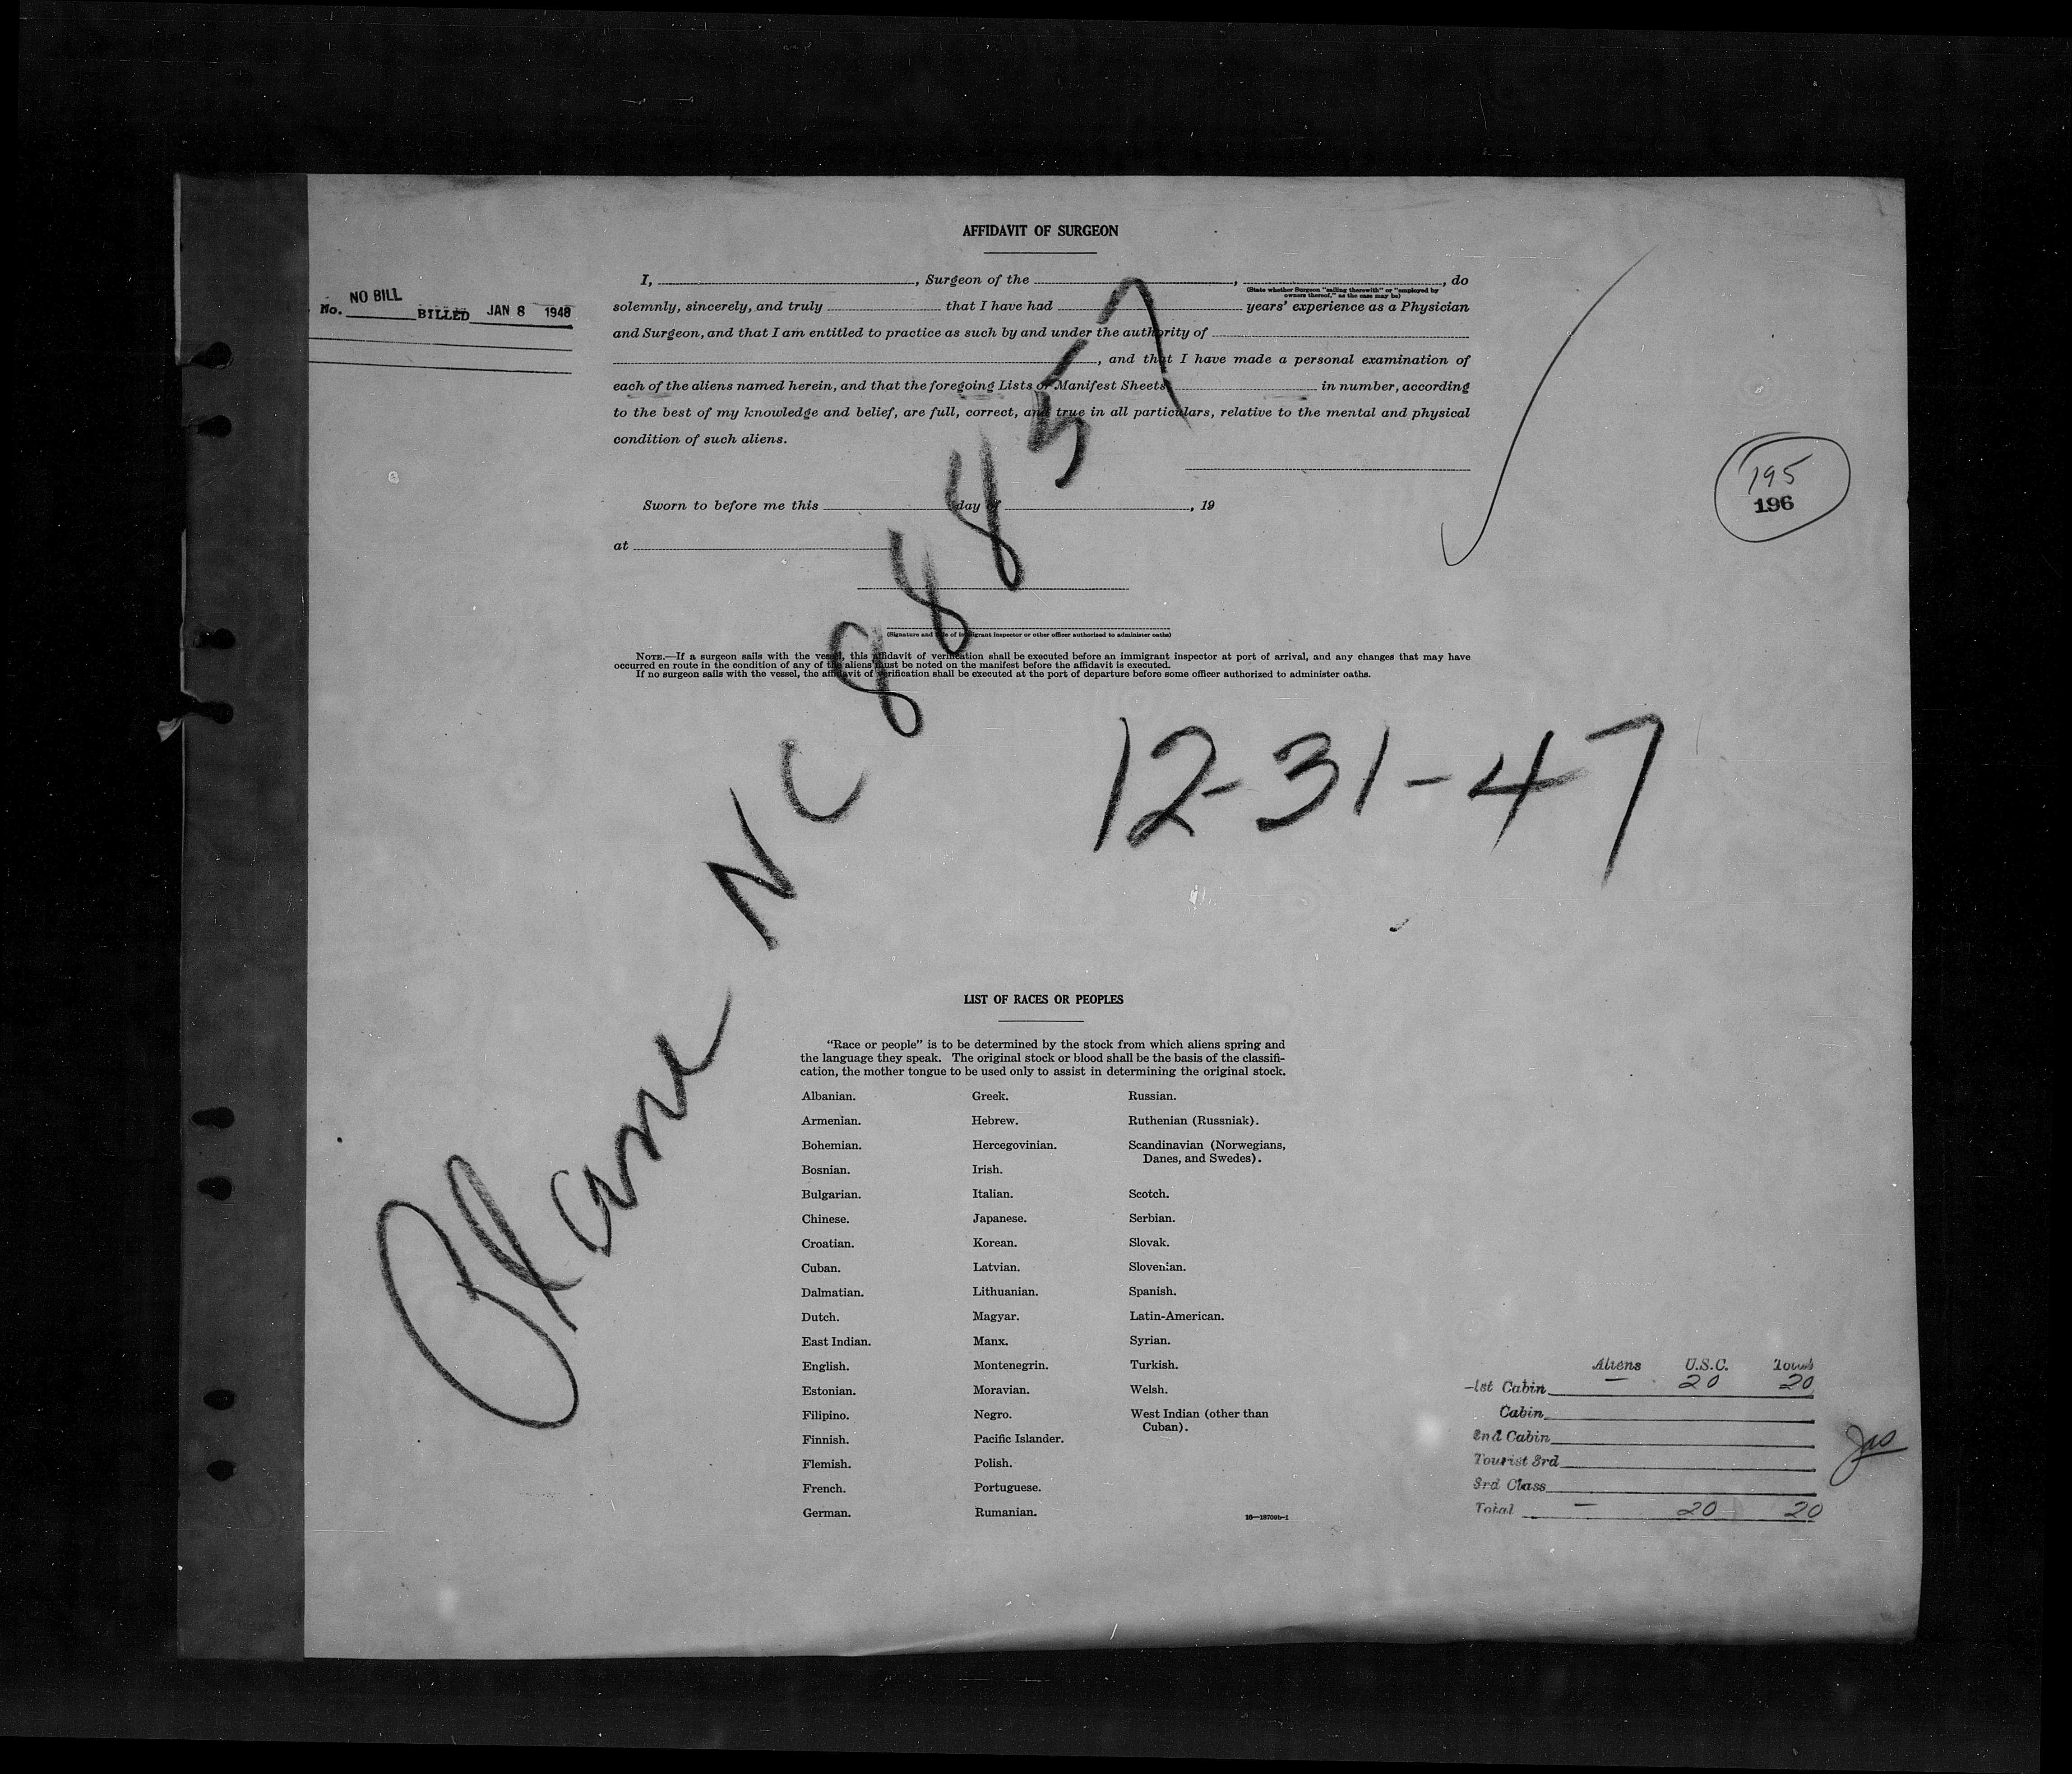 AFFIDAVIT OF SURGEON
I, , Surgeon of the , , do
(State whether Surgeon "sailing therewith" or "employed by
owners thereof," as the case may be)
No. NO BILL BILLED JAN 8 1948
solemnly, sincerely, and truly that I have had years' experience as a Physician
and Surgeon, and that I am entitled to practice as such by and under the authority of
, and that I have made a personal examination of
each of the aliens named herein, and that the foregoing Lists or Manifest Sheets, in number, according
to the best of my knowledge and belief, are full, correct, and true in all particulars, relative to the mental and physical
condition of such aliens.
195
196
Sworn to before me this day of , 19
at
(Signature and title of immigrant inspector or other officer authorized to administer oaths)
NOTE.—If a surgeon sails with the vessel, this affidavit of verification shall be executed before an immigrant inspector at port of arrival, and any changes that may have
occurred en route in the condition of any of the aliens must be noted on the manifest before the affidavit is executed.
If no surgeon sails with the vessel, the affidavit of verification shall be executed at the port of departure before some officer authorized to administer oaths.
Plane NC 88857
12-31-47
LIST OF RACES OR PEOPLES
"Race or people" is to be determined by the stock from which aliens spring and
the language they speak. The original stock or blood shall be the basis of the classifi-
cation, the mother tongue to be used only to assist in determining the original stock.
Albanian.
Armenian.
Bohemian.
Bosnian.
Bulgarian.
Chinese.
Croatian.
Cuban.
Dalmatian.
Dutch.
East Indian.
English.
Estonian.
Filipino.
Finnish.
Flemish.
French.
German.
Greek.
Hebrew.
Hercegovinian.
Irish.
Italian.
Japanese.
Korean.
Latvian.
Lithuanian.
Magyar.
Manx.
Montenegrin.
Moravian.
Negro.
Pacific Islander.
Polish.
Portuguese.
Rumanian.
Russian.
Ruthenian (Russniak).
Scandinavian (Norwegians,
Danes, and Swedes).
Scotch.
Serbian.
Slovak.
Slovenian.
Spanish.
Latin-American.
Syrian.
Turkish.
Welsh.
West Indian (other than
Cuban).
16—18700b-1
Aliens U.S.C. Total
1st Cabin — 20 20
Cabin
2nd Cabin
Tourist 3rd
3rd Class
Total — 20 20